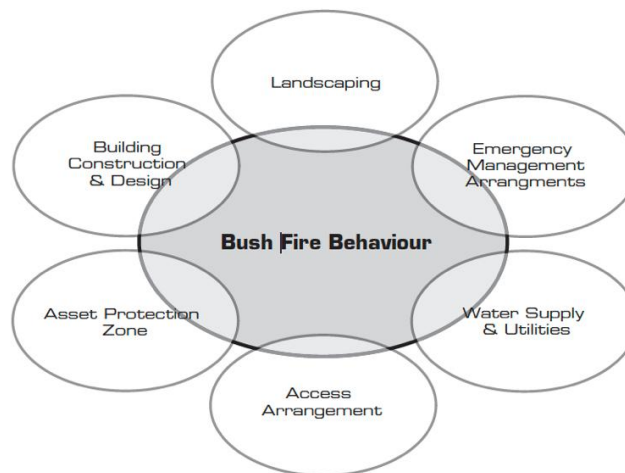 Landscaping
Building
Construction
& Design
Emergency
Management
Arrangments
Bush Fire Behaviour
Asset Protection
Zone
Water Supply
& Utilities
Access
Arrangement